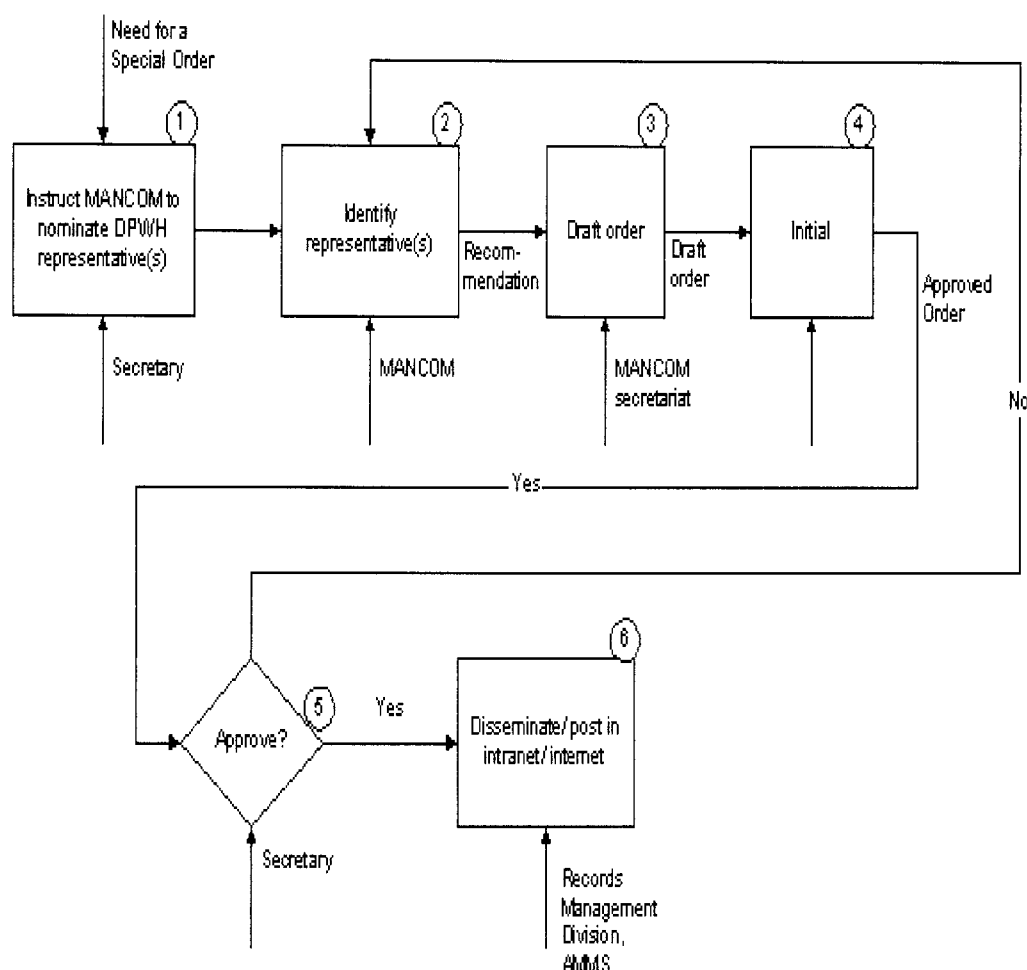 Need for a
Special Order
1
Instruct MANCOM to
nominate DPWH
representative(s)
Secretary
2
Identify
representative(s)
MANCOM
Recom-
mendation
3
Draft order
MANCOM
secretariat
Draft
order
4
Initial
Approved
Order
No
Yes
Approve?
5
Secretary
Yes
6
Disseminate/post in
intranet/internet
Records
Management
Division,
AMMS